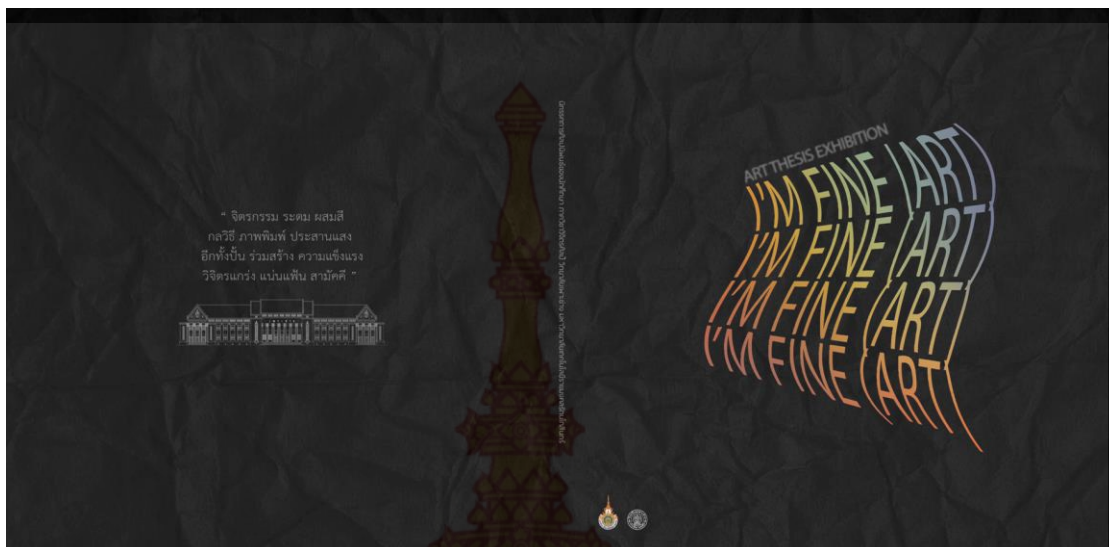 “ จิตรกรรม ระดม ผสมสี
กลวิธี ภาพพิมพ์ ประสานแสง
อีกทั้งปั้น ร่วมสร้าง ความแข็งแรง
วิจิตรแกร่ง แน่นแฟ้น สามัคคี ”
ART THESIS EXHIBITION
I'M FINE (ART)
I'M FINE (ART)
I'M FINE (ART)
I'M FINE (ART)